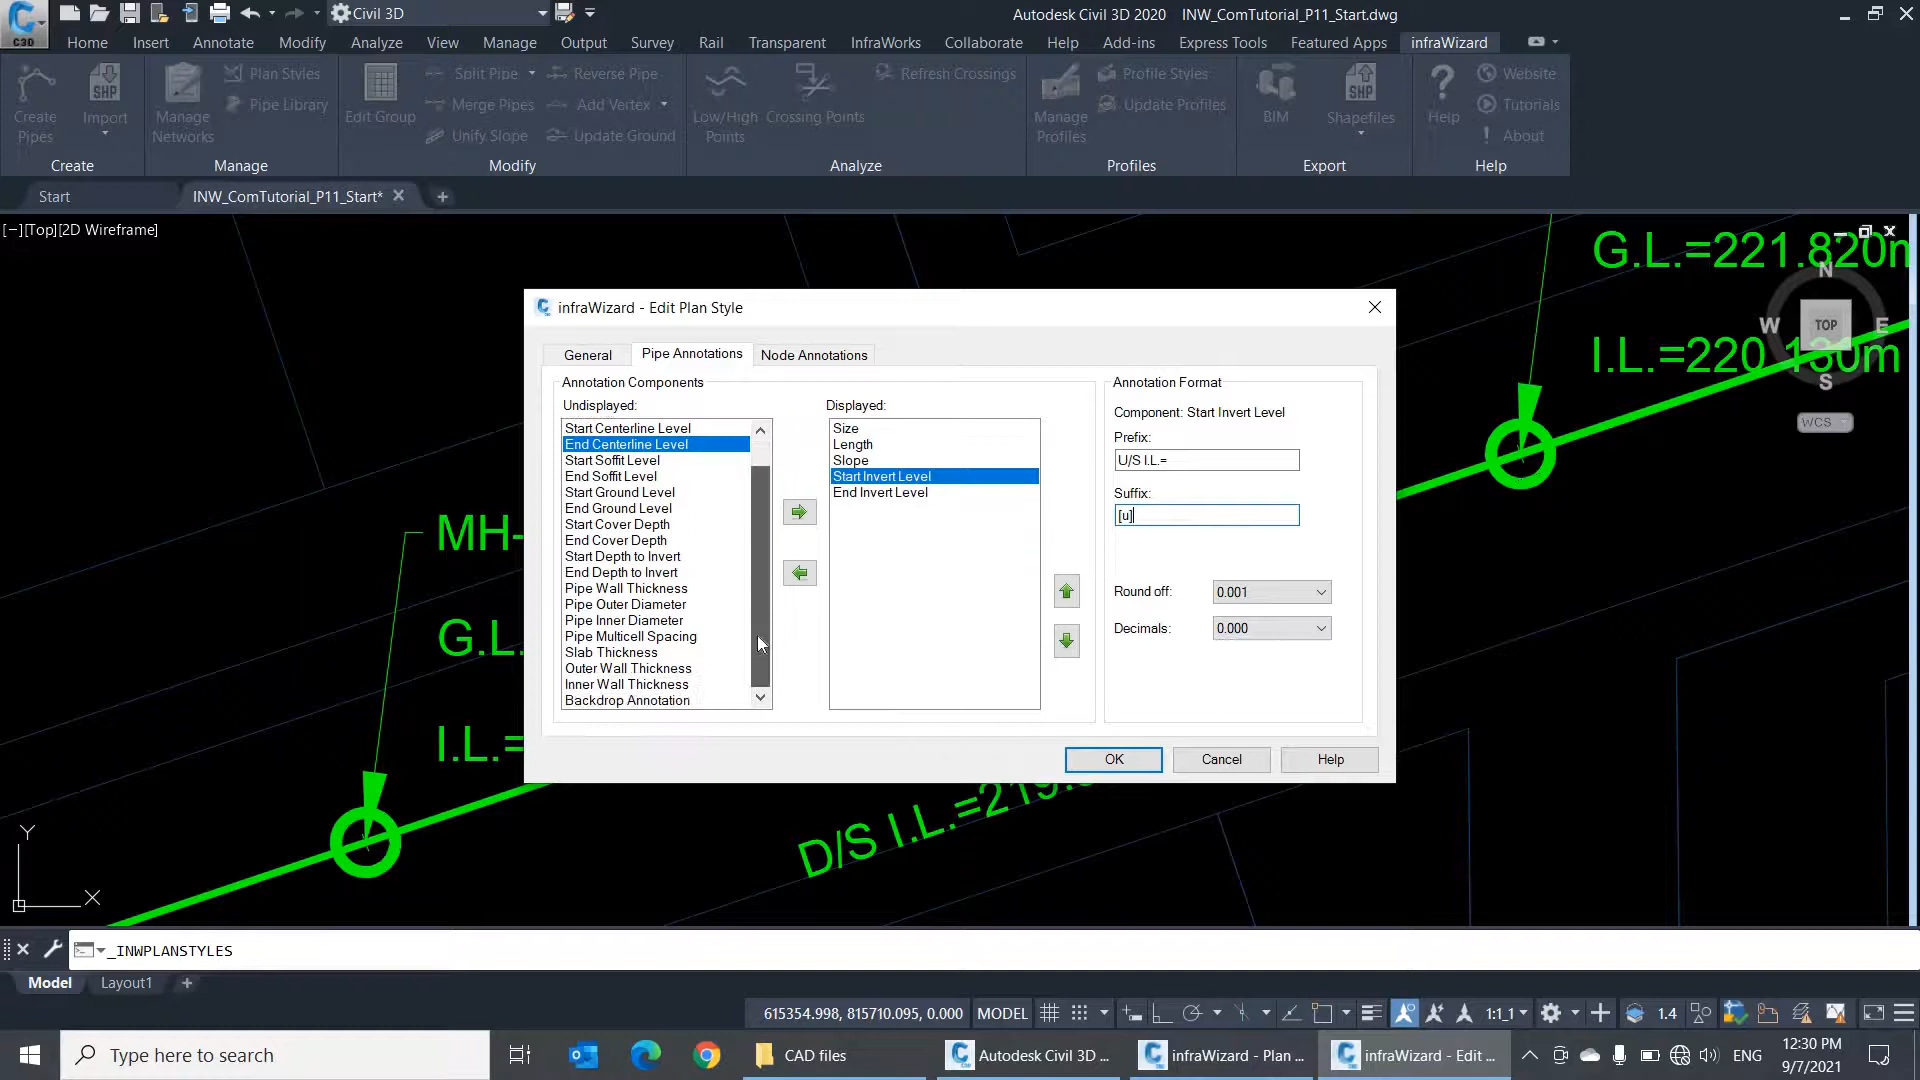 Civil 3D
Autodesk Civil 3D 2020 INW_ComTutorial_P11_Start.dwg
C3D
Home Insert Annotate Modify Analyze View Manage Output Survey Rail Transparent InfraWorks Collaborate Help Add-ins Express Tools Featured Apps infraWizard
Create Pipes
SHP
Import
Create
Manage Networks
Plan Styles
Pipe Library
Manage
Edit Group
Split Pipe
Merge Pipes
Unify Slope
Reverse Pipe
Add Vertex
Update Ground
Modify
Low/High Points
Crossing Points
Refresh Crossings
Analyze
Manage Profiles
Profile Styles
Update Profiles
Profiles
BIM
SHP
Shapefiles
Export
Help
Website
Tutorials
About
Help
Start
INW_ComTutorial_P11_Start*
[−][Top][2D Wireframe]
G.L.=221.820m
I.L.=220.130m
N
W
TOP
E
S
WCS
MH-
G.L.
I.L.=
D/S I.L.=219.
Y
X
infraWizard - Edit Plan Style
General
Pipe Annotations
Node Annotations
Annotation Components
Undisplayed:
Start Centerline Level
End Centerline Level
Start Soffit Level
End Soffit Level
Start Ground Level
End Ground Level
Start Cover Depth
End Cover Depth
Start Depth to Invert
End Depth to Invert
Pipe Wall Thickness
Pipe Outer Diameter
Pipe Inner Diameter
Pipe Multicell Spacing
Slab Thickness
Outer Wall Thickness
Inner Wall Thickness
Backdrop Annotation
Displayed:
Size
Length
Slope
Start Invert Level
End Invert Level
Annotation Format
Component: Start Invert Level
Prefix:
U/S I.L.=
Suffix:
[u]
Round off: 0.001
Decimals: 0.000
OK
Cancel
Help
_INWPLANSTYLES
Model
Layout1
615354.998, 815710.095, 0.000
MODEL
1:1_1
1.4
Type here to search
CAD files
Autodesk Civil 3D ...
infraWizard - Plan ...
infraWizard - Edit ...
ENG
12:30 PM
9/7/2021